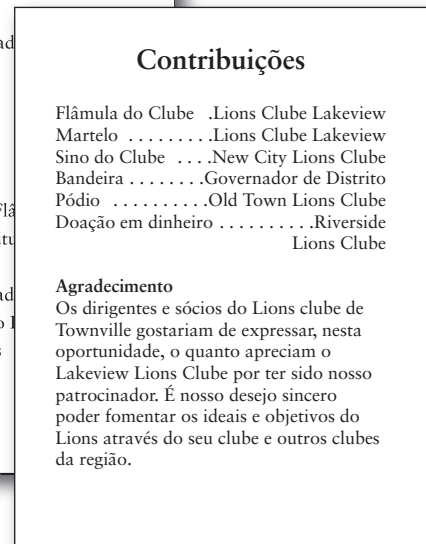 Contribuições
Flâmula do Clube .Lions Clube Lakeview
Martelo . . . . . . . . .Lions Clube Lakeview
Sino do Clube . . . .New City Lions Clube
Bandeira . . . . . . . .Governador de Distrito
Pódio . . . . . . . . . .Old Town Lions Clube
Doação em dinheiro . . . . . . . . . .Riverside
Lions Clube
Agradecimento
Os dirigentes e sócios do Lions clube de
Townville gostariam de expressar, nesta
oportunidade, o quanto apreciam o
Lakeview Lions Clube por ter sido nosso
patrocinador. É nosso desejo sincero
poder fomentar os ideais e objetivos do
Lions através do seu clube e outros clubes
da região.